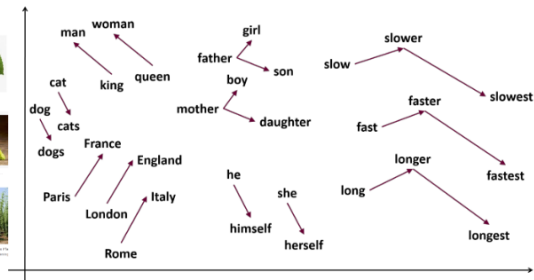 man
woman
king
queen
cat
cats
dog
dogs
France
England
Italy
Paris
London
Rome
girl
father
son
boy
mother
daughter
he
himself
she
herself
slower
slow
slowest
faster
fast
fastest
longer
long
longest